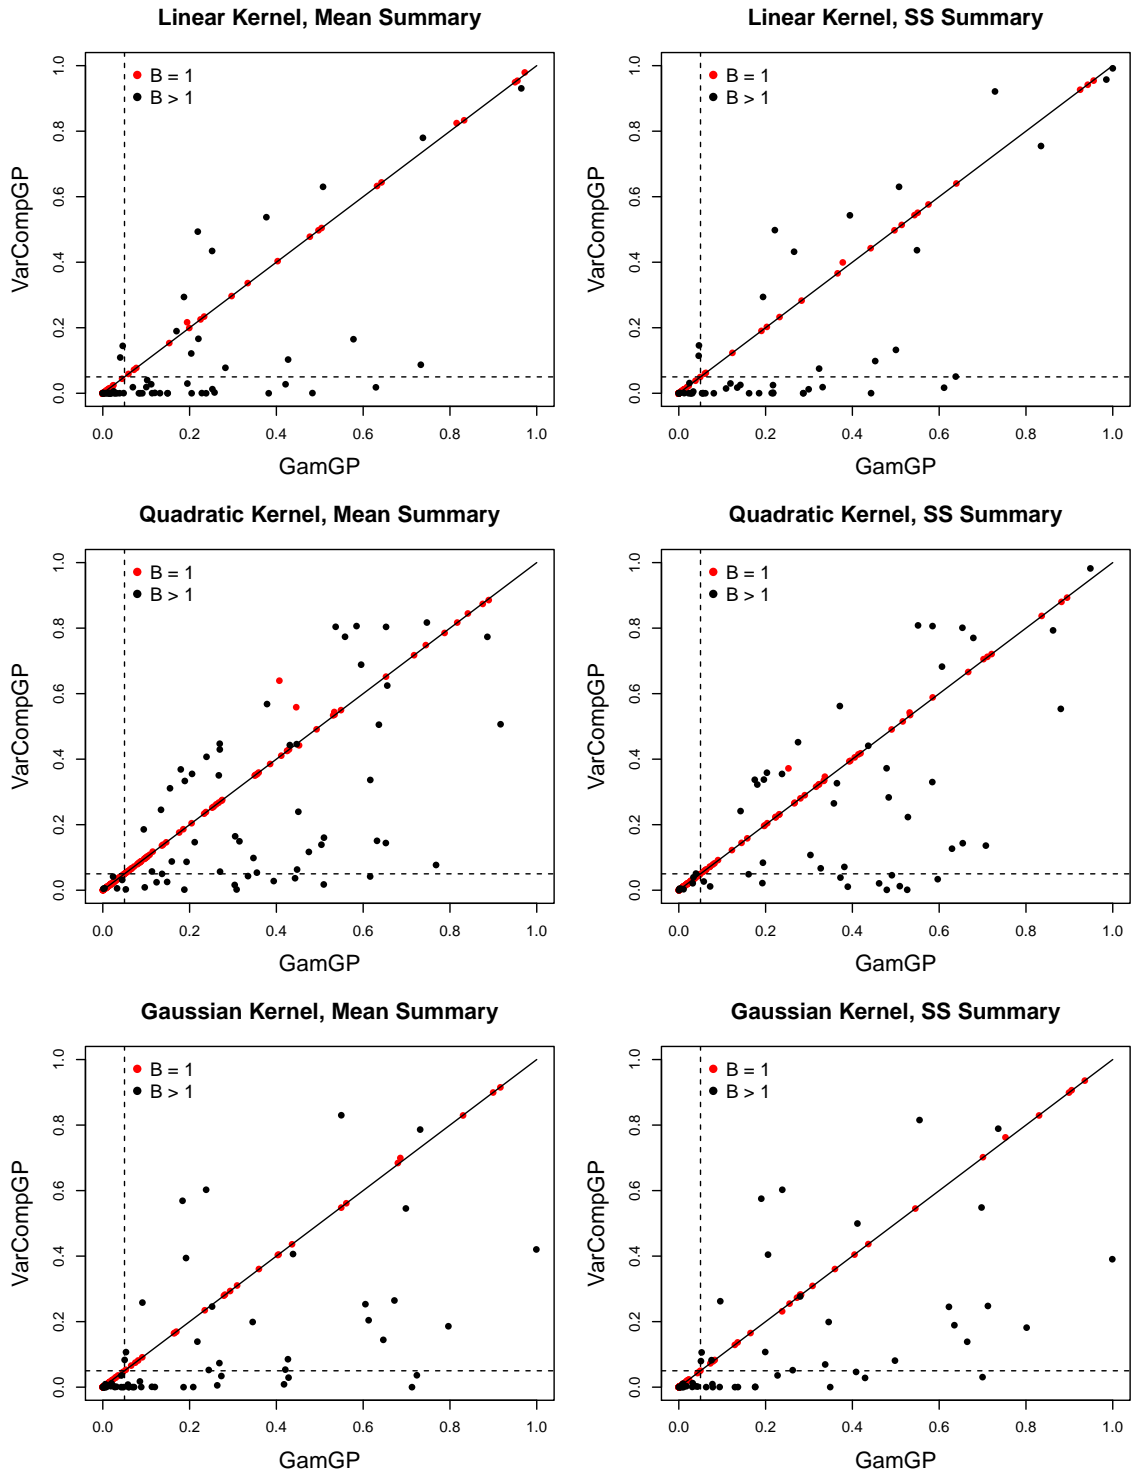 Linear Kernel, Mean Summary
B = 1
B > 1
VarCompGP
1.0
0.8
0.6
0.4
0.2
0.0
0.0 0.2 0.4 0.6 0.8 1.0
GamGP
Linear Kernel, SS Summary
B = 1
B > 1
VarCompGP
1.0
0.8
0.6
0.4
0.2
0.0
0.0 0.2 0.4 0.6 0.8 1.0
GamGP
Quadratic Kernel, Mean Summary
B = 1
B > 1
VarCompGP
1.0
0.8
0.6
0.4
0.2
0.0
0.0 0.2 0.4 0.6 0.8 1.0
GamGP
Quadratic Kernel, SS Summary
B = 1
B > 1
VarCompGP
1.0
0.8
0.6
0.4
0.2
0.0
0.0 0.2 0.4 0.6 0.8 1.0
GamGP
Gaussian Kernel, Mean Summary
B = 1
B > 1
VarCompGP
1.0
0.8
0.6
0.4
0.2
0.0
0.0 0.2 0.4 0.6 0.8 1.0
GamGP
Gaussian Kernel, SS Summary
B = 1
B > 1
VarCompGP
1.0
0.8
0.6
0.4
0.2
0.0
0.0 0.2 0.4 0.6 0.8 1.0
GamGP